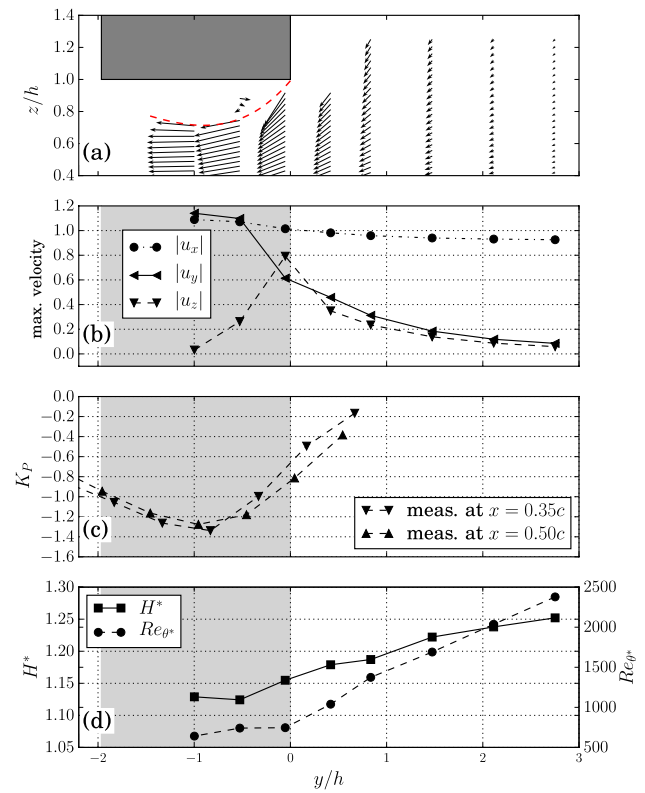 1.4
1.2
1.0
0.8
0.6
0.4
z/h
(a)
1.2
1.0
0.8
0.6
0.4
0.2
0.0
max. velocity
|u_x|
|u_y|
|u_z|
(b)
0.0
−0.2
−0.4
−0.6
−0.8
−1.0
−1.2
−1.4
−1.6
K_P
meas. at x = 0.35c
meas. at x = 0.50c
(c)
1.30
1.25
1.20
1.15
1.10
1.05
H*
H*
Re_θ*
(d)
2500
2000
1500
1000
500
Re_θ*
−2 −1 0 1 2 3
y/h